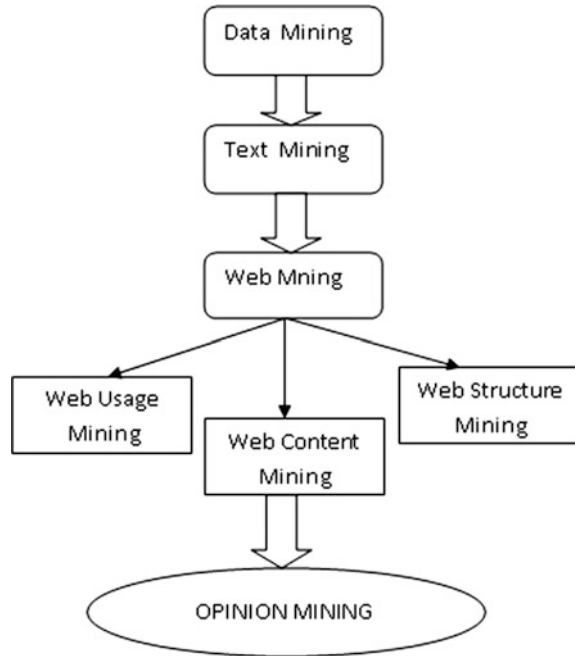 Data Mining
Text Mining
Web Mning
Web Usage
Mining
Web Content
Mining
Web Structure
Mining
OPINION MINING